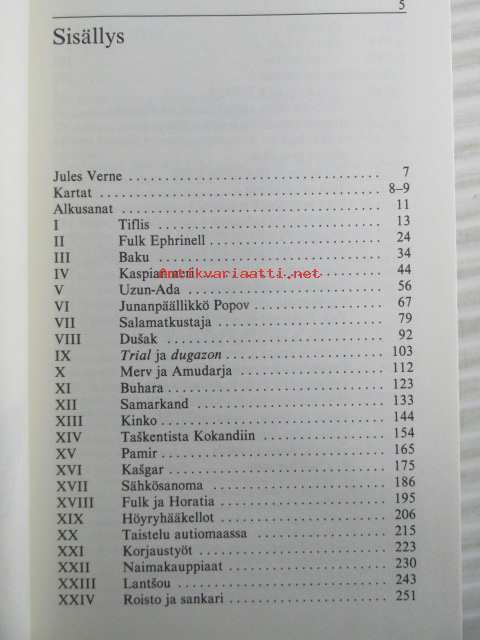 5
Sisällys
Jules Verne 7
Kartat 8–9
Alkusanat 11
I Tiflis 13
II Fulk Ephrinell 24
III Baku 34
IV Kaspianmeri 44
antikvariaatti.net
V Uzun-Ada 56
VI Junanpäällikkö Popov 67
VII Salamatkustaja 79
VIII Dušak 92
IX Trial ja dugazon 103
X Merv ja Amudarja 112
XI Buhara 123
XII Samarkand 133
XIII Kinko 144
XIV Taškentista Kokandiin 154
XV Pamir 165
XVI Kašgar 175
XVII Sähkösanoma 186
XVIII Fulk ja Horatia 195
XIX Höyryhääkellot 206
XX Taistelu autiomaassa 215
XXI Korjaustyöt 223
XXII Naimakauppiaat 230
XXIII Lantšou 243
XXIV Roisto ja sankari 251